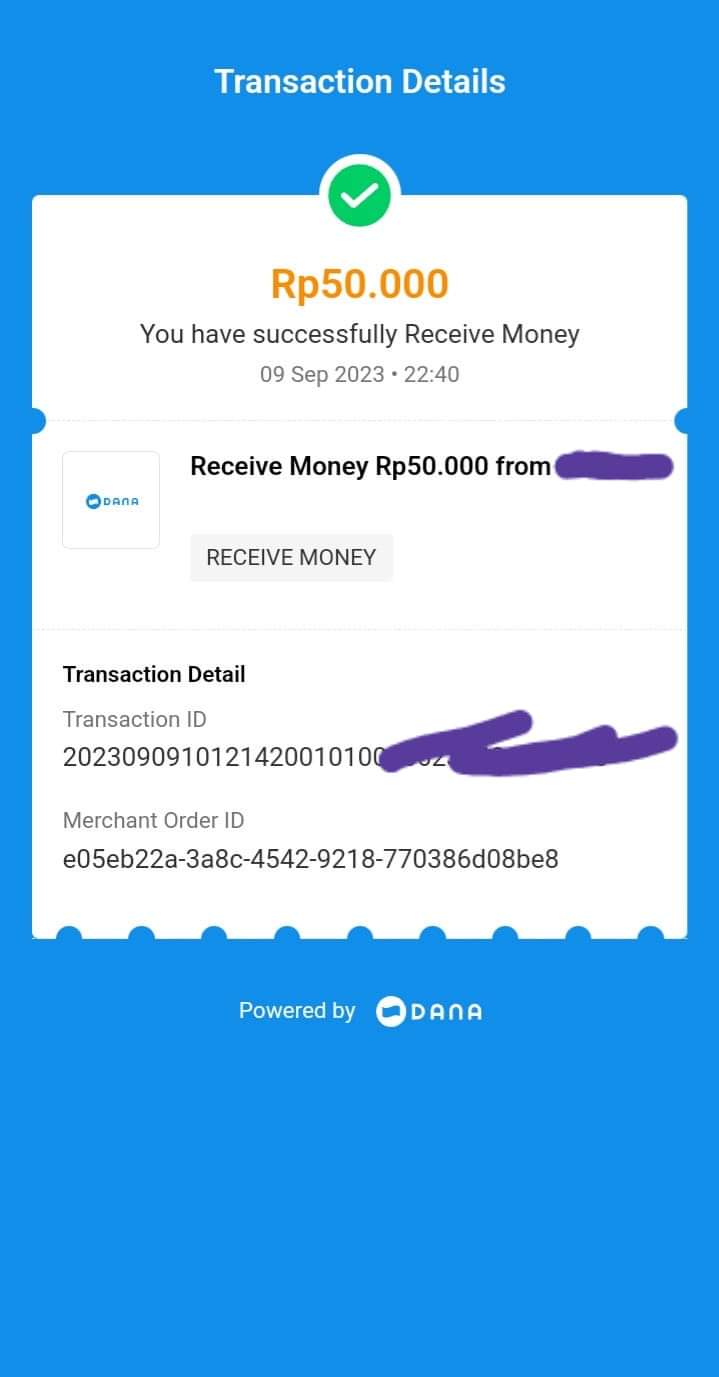 Transaction Details
Rp50.000
You have successfully Receive Money
09 Sep 2023 • 22:40
Receive Money Rp50.000 from
DANA
RECEIVE MONEY
Transaction Detail
Transaction ID
2023090910121420010100
Merchant Order ID
e05eb22a-3a8c-4542-9218-770386d08be8
Powered by DANA